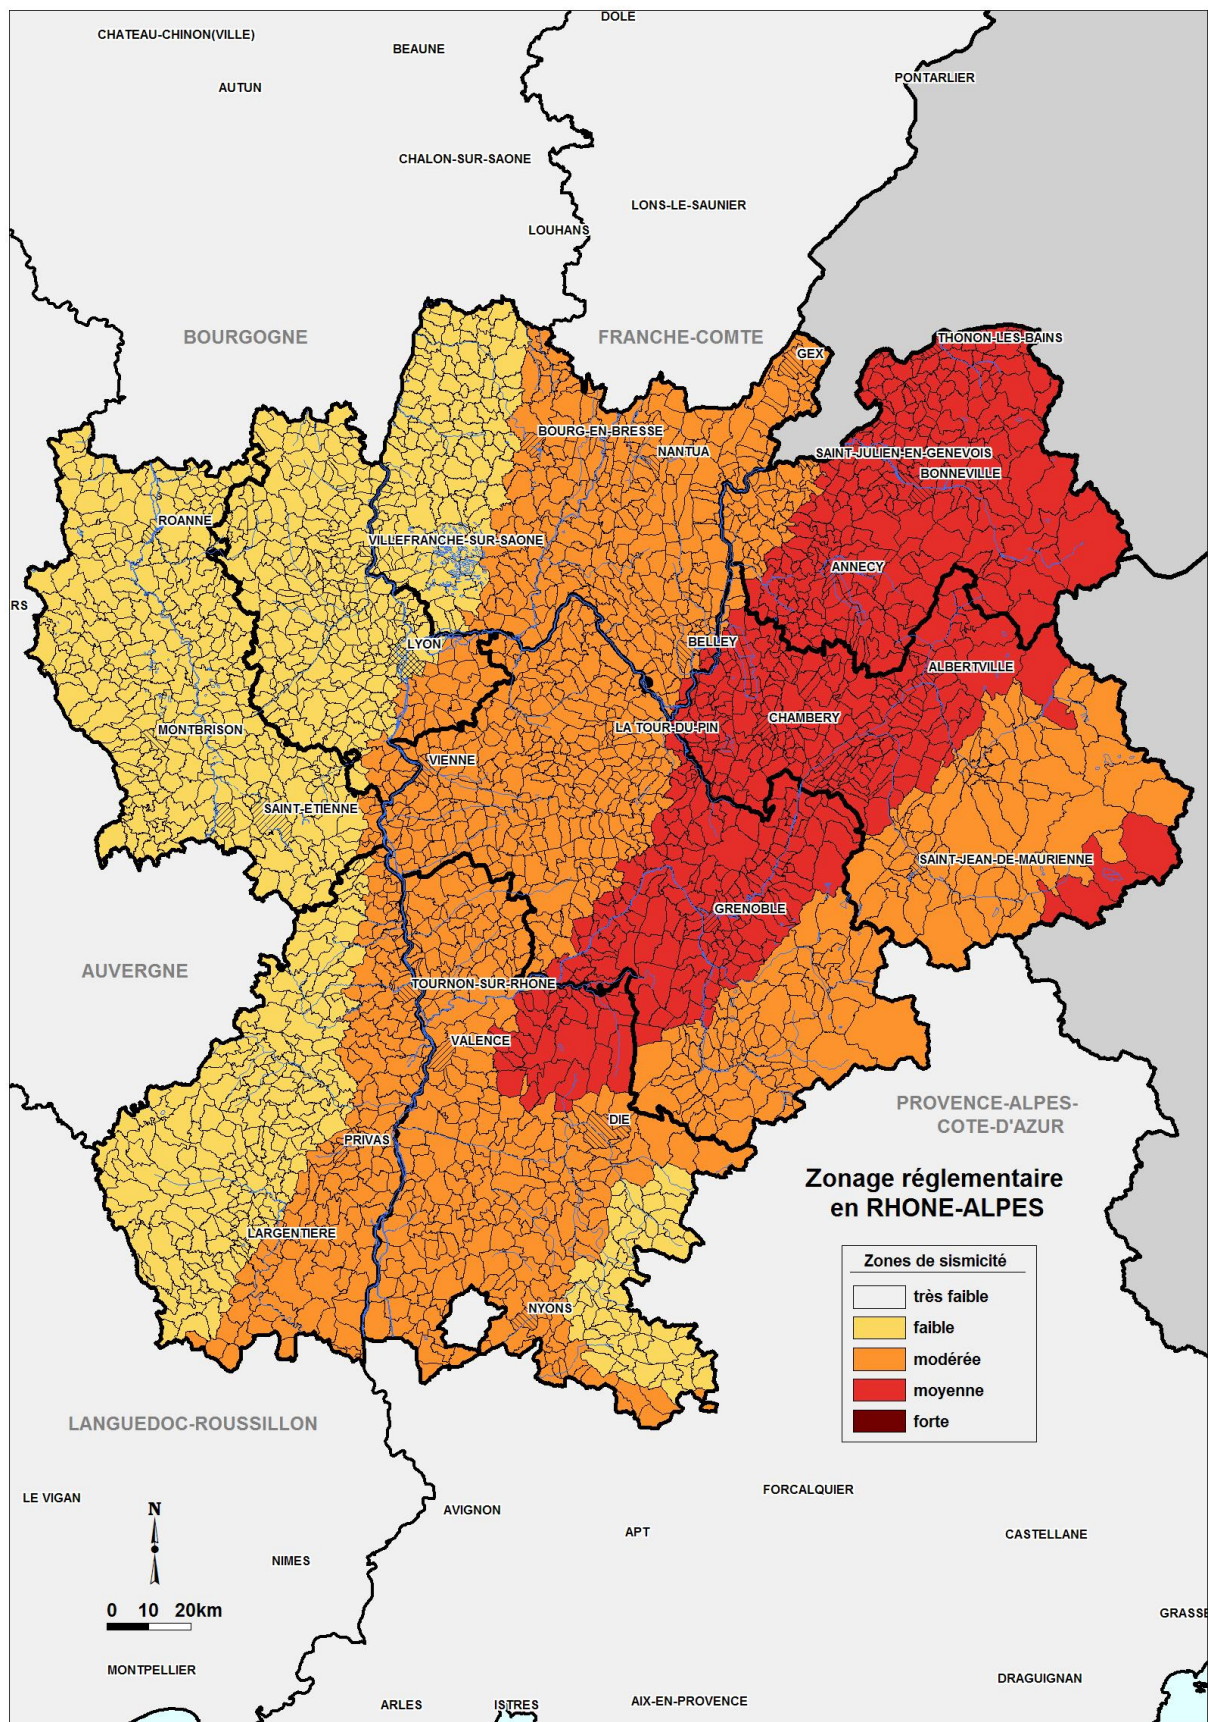 DOLE
CHATEAU-CHINON(VILLE)
BEAUNE
PONTARLIER
AUTUN
CHALON-SUR-SAONE
LONS-LE-SAUNIER
LOUHANS
BOURGOGNE
FRANCHE-COMTE
THONON-LES-BAINS
GEX
BOURG-EN-BRESSE
NANTUA
SAINT-JULIEN-EN-GENEVOIS
BONNEVILLE
ROANNE
VILLEFRANCHE-SUR-SAONE
ANNECY
RS
LYON
BELLEY
ALBERTVILLE
MONTBRISON
LA TOUR-DU-PIN
CHAMBERY
VIENNE
SAINT-ETIENNE
SAINT-JEAN-DE-MAURIENNE
GRENOBLE
AUVERGNE
TOURNON-SUR-RHONE
VALENCE
PROVENCE-ALPES-
COTE-D'AZUR
DIE
PRIVAS
Zonage réglementaire
en RHONE-ALPES
LARGENTIERE
Zones de sismicité
très faible
faible
modérée
moyenne
forte
NYONS
LANGUEDOC-ROUSSILLON
LE VIGAN
AVIGNON
FORCALQUIER
APT
CASTELLANE
N
NIMES
0 10 20km
GRASSE
MONTPELLIER
DRAGUIGNAN
ARLES
ISTRES
AIX-EN-PROVENCE